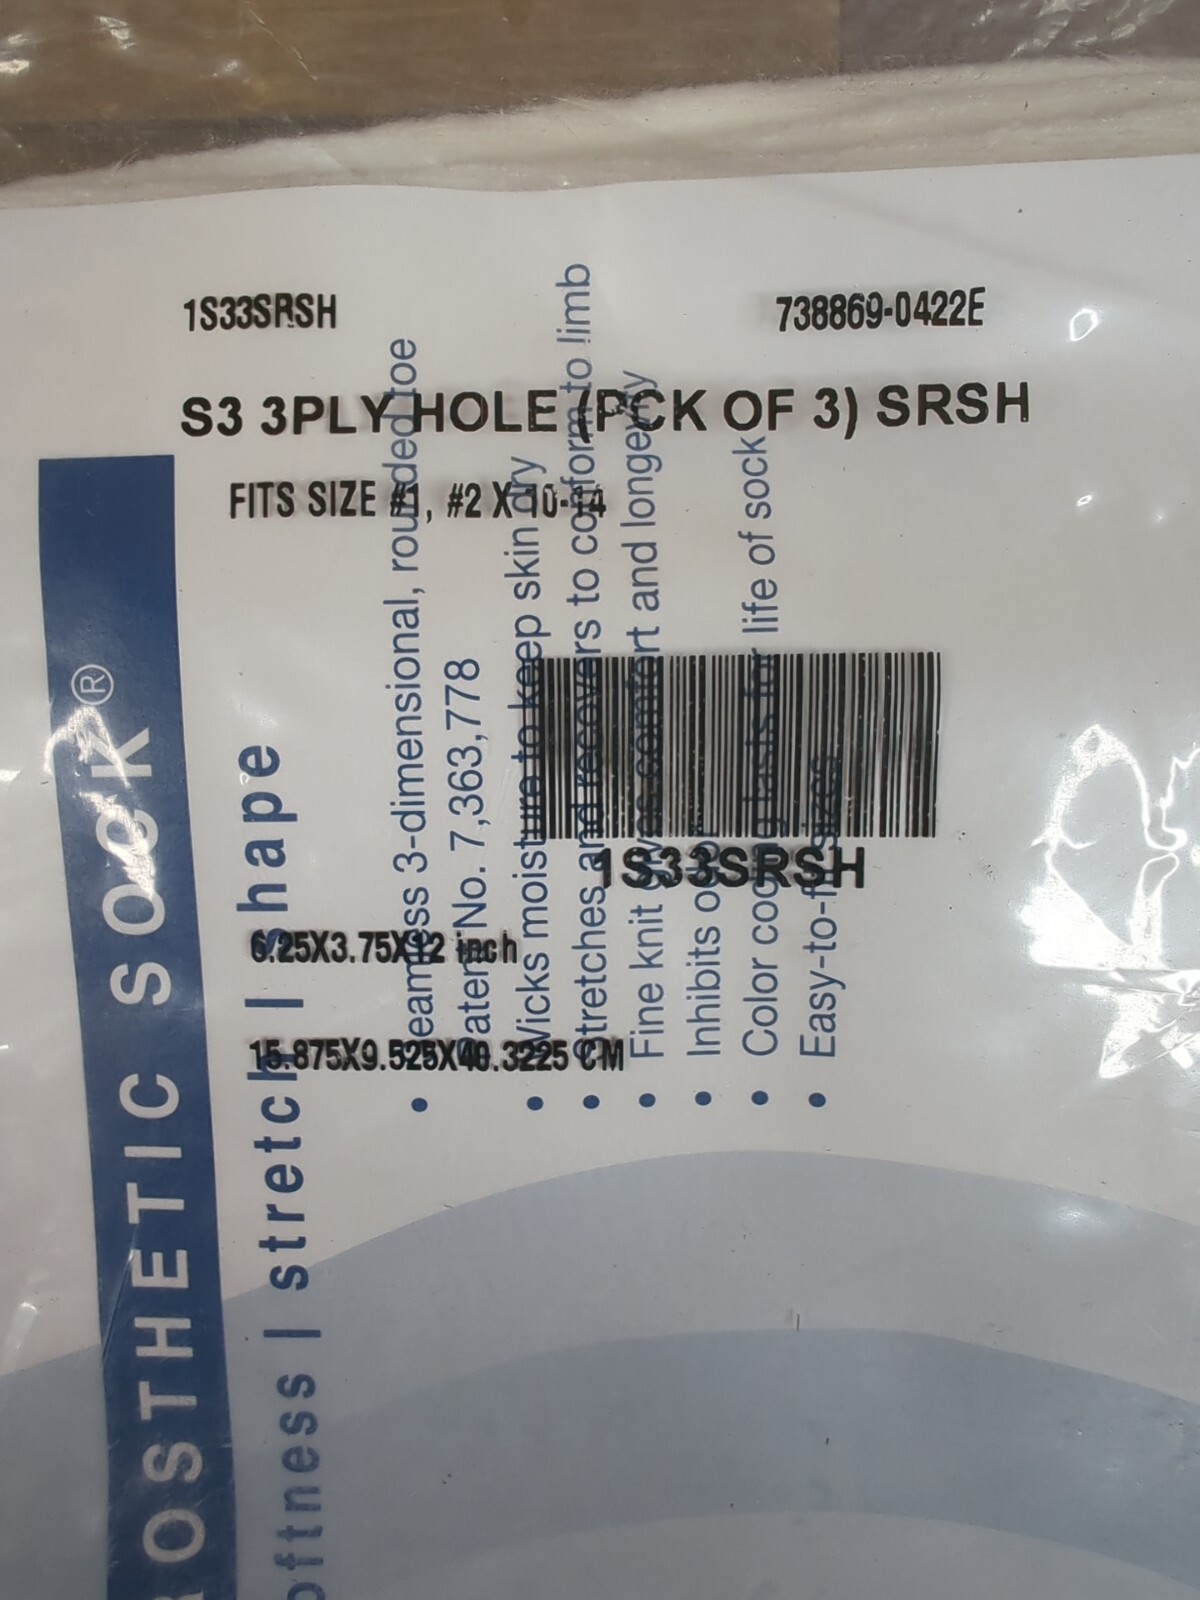 1S33SRSH
738869-0422E
S3 3PLY HOLE (PCK OF 3) SRSH
FITS SIZE #1, #2 X 10-14
1S33SRSH
6.25X3.75X12 inch
15.875X9.525X40.3225 CM
ROSTHETIC SOCK®
oftness | stretch | shape
• Seamless 3-dimensional, rounded toe
Patent No. 7,363,778
• Wicks moisture to keep skin dry
• Stretches and recovers to conform to limb
• Fine knit gives comfort and longevity
• Inhibits odor
• Color coding lasts for life of sock
• Easy-to-fit sizes